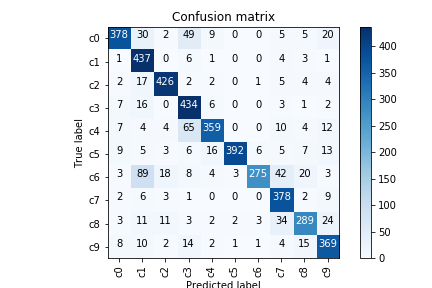 Confusion matrix
c0 378 30 2 49 9 0 0 5 5 20
c1 1 437 0 6 1 0 0 4 3 1
c2 2 17 426 2 2 0 1 5 4 4
c3 7 16 0 434 6 0 0 3 1 2
c4 7 4 4 65 359 0 0 10 4 12
c5 9 5 3 6 16 392 6 5 7 13
c6 3 89 18 8 4 3 275 42 20 3
c7 2 6 3 1 0 0 0 378 2 9
c8 3 11 11 3 2 2 3 34 289 24
c9 8 10 2 14 2 1 1 4 15 369
c0 c1 c2 c3 c4 c5 c6 c7 c8 c9
Predicted label
True label
400
350
300
250
200
150
100
50
0